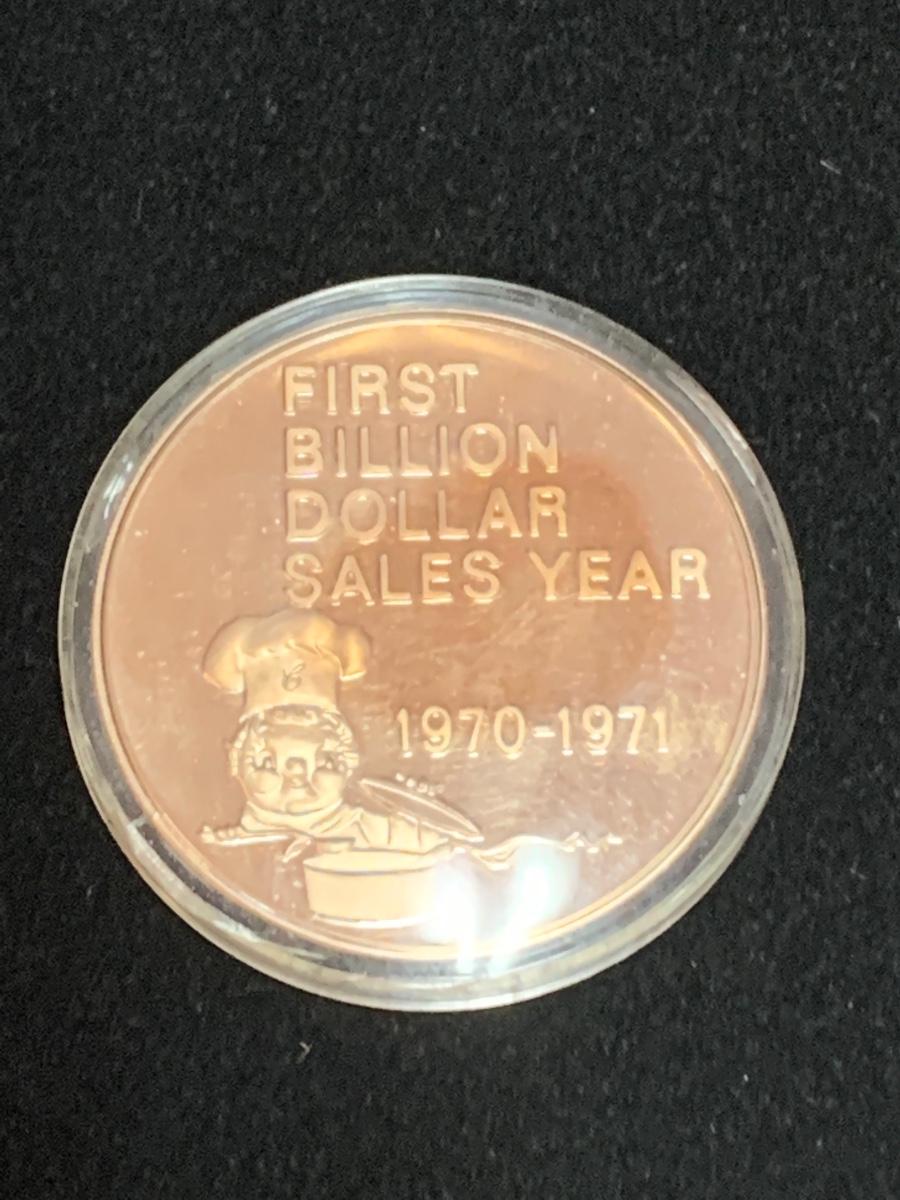 FIRST
BILLION
DOLLAR
SALES YEAR
C
1970-1971